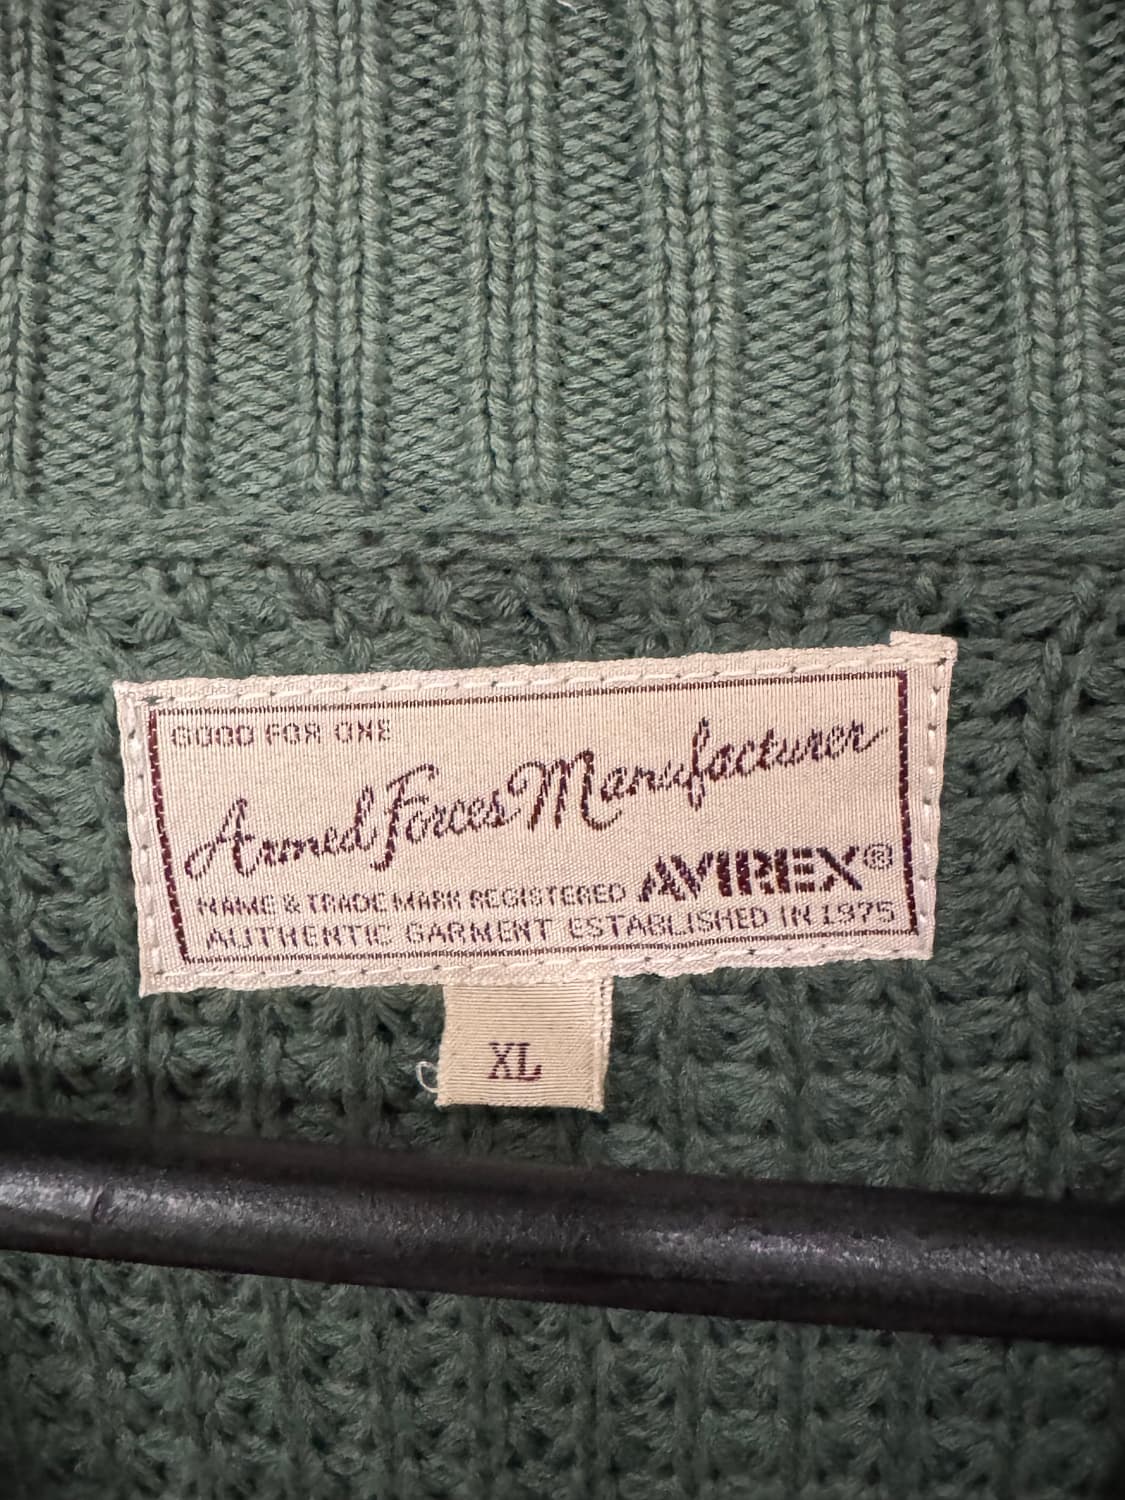 GOOD FOR ONE
Armed Forces Manufacturer
NAME & TRADE MARK REGISTERED AVIREX®
AUTHENTIC GARMENT ESTABLISHED IN 1975
XL